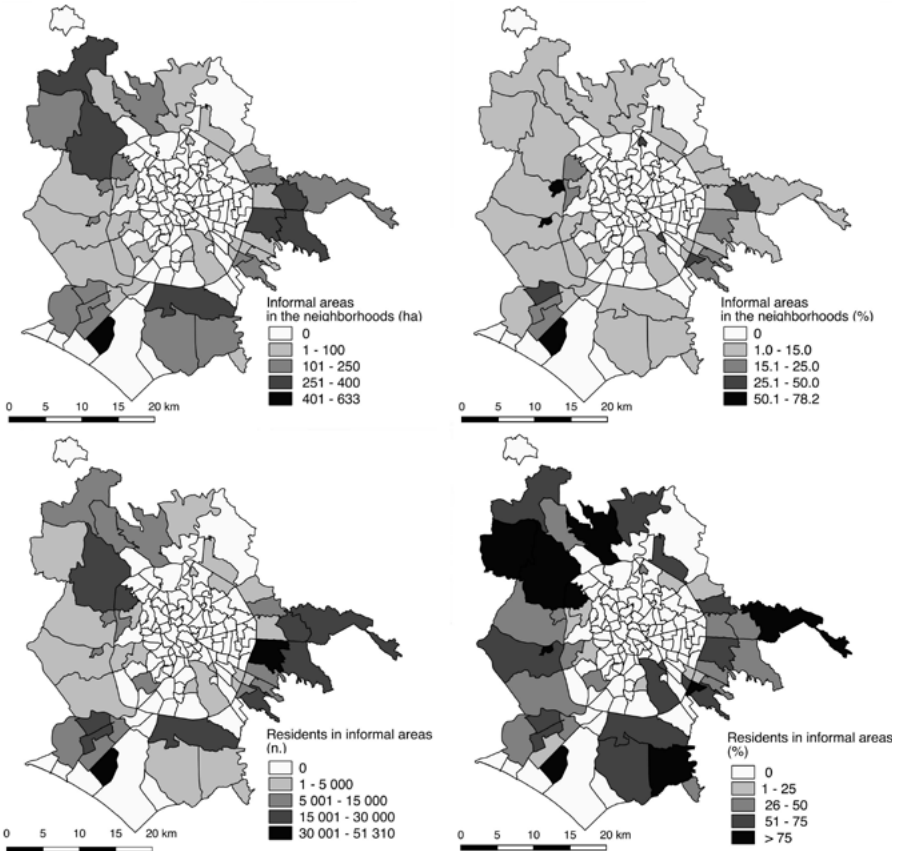 Informal areas
in the neighborhoods (ha)
0
1 - 100
101 - 250
251 - 400
401 - 633
0 5 10 15 20 km
Informal areas
in the neighborhoods (%)
0
1.0 - 15.0
15.1 - 25.0
25.1 - 50.0
50.1 - 78.2
0 5 10 15 20 km
Residents in informal areas
(n.)
0
1 - 5 000
5 001 - 15 000
15 001 - 30 000
30 001 - 51 310
0 5 10 15 20 km
Residents in informal areas
(%)
0
1 - 25
26 - 50
51 - 75
> 75
0 5 10 15 20 km